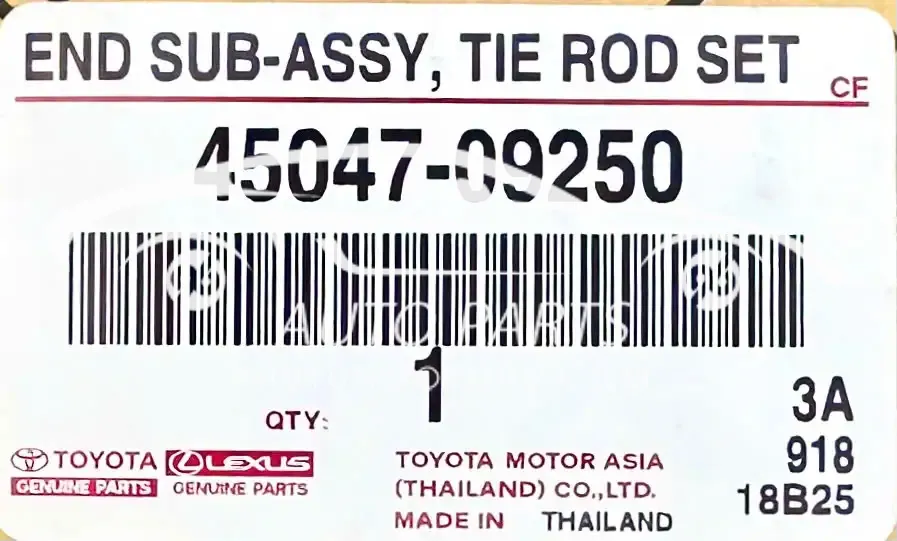 END SUB-ASSY, TIE ROD SET
CF
45047-09250
AUTO PARTS
1
QTY:
3A
TOYOTA LEXUS
GENUINE PARTS GENUINE PARTS
TOYOTA MOTOR ASIA
(THAILAND) CO.,LTD.
MADE IN THAILAND
918
18B25